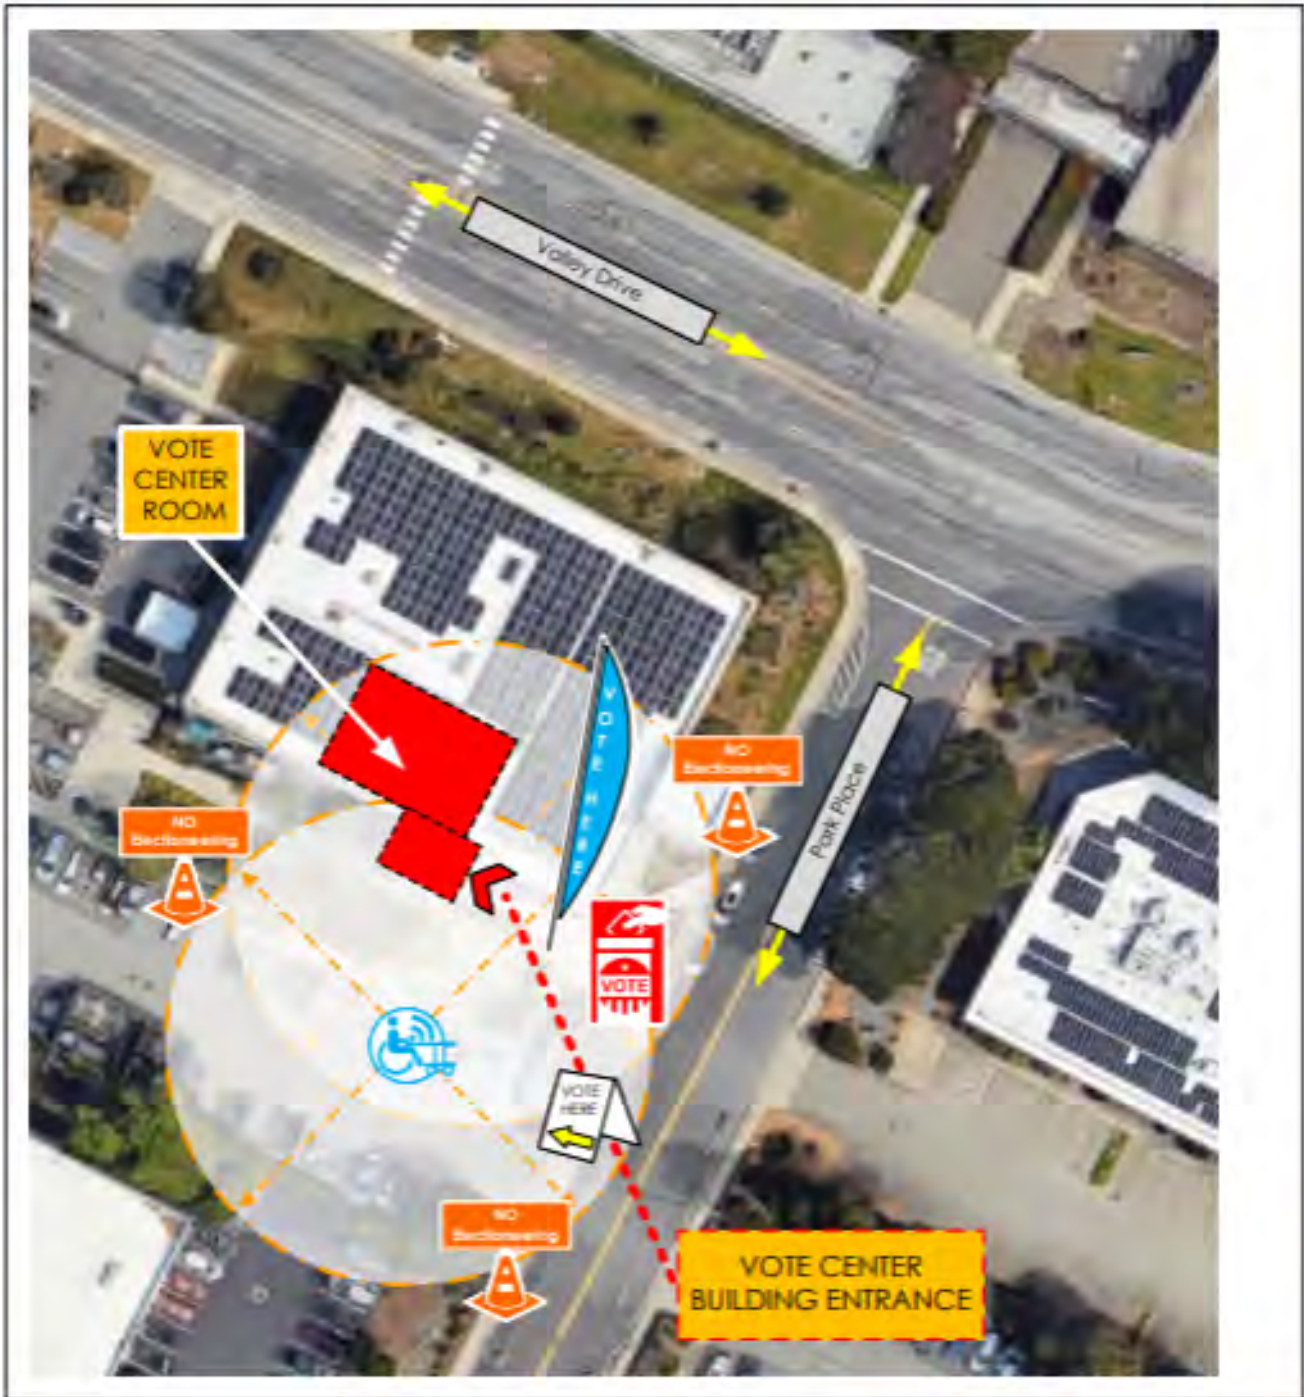 Valley Drive
VOTE
CENTER
ROOM
VOTE HERE
NO
Electioneering
Park Place
NO
Electioneering
VOTE
VOTE
HERE
NO
Electioneering
VOTE CENTER
BUILDING ENTRANCE